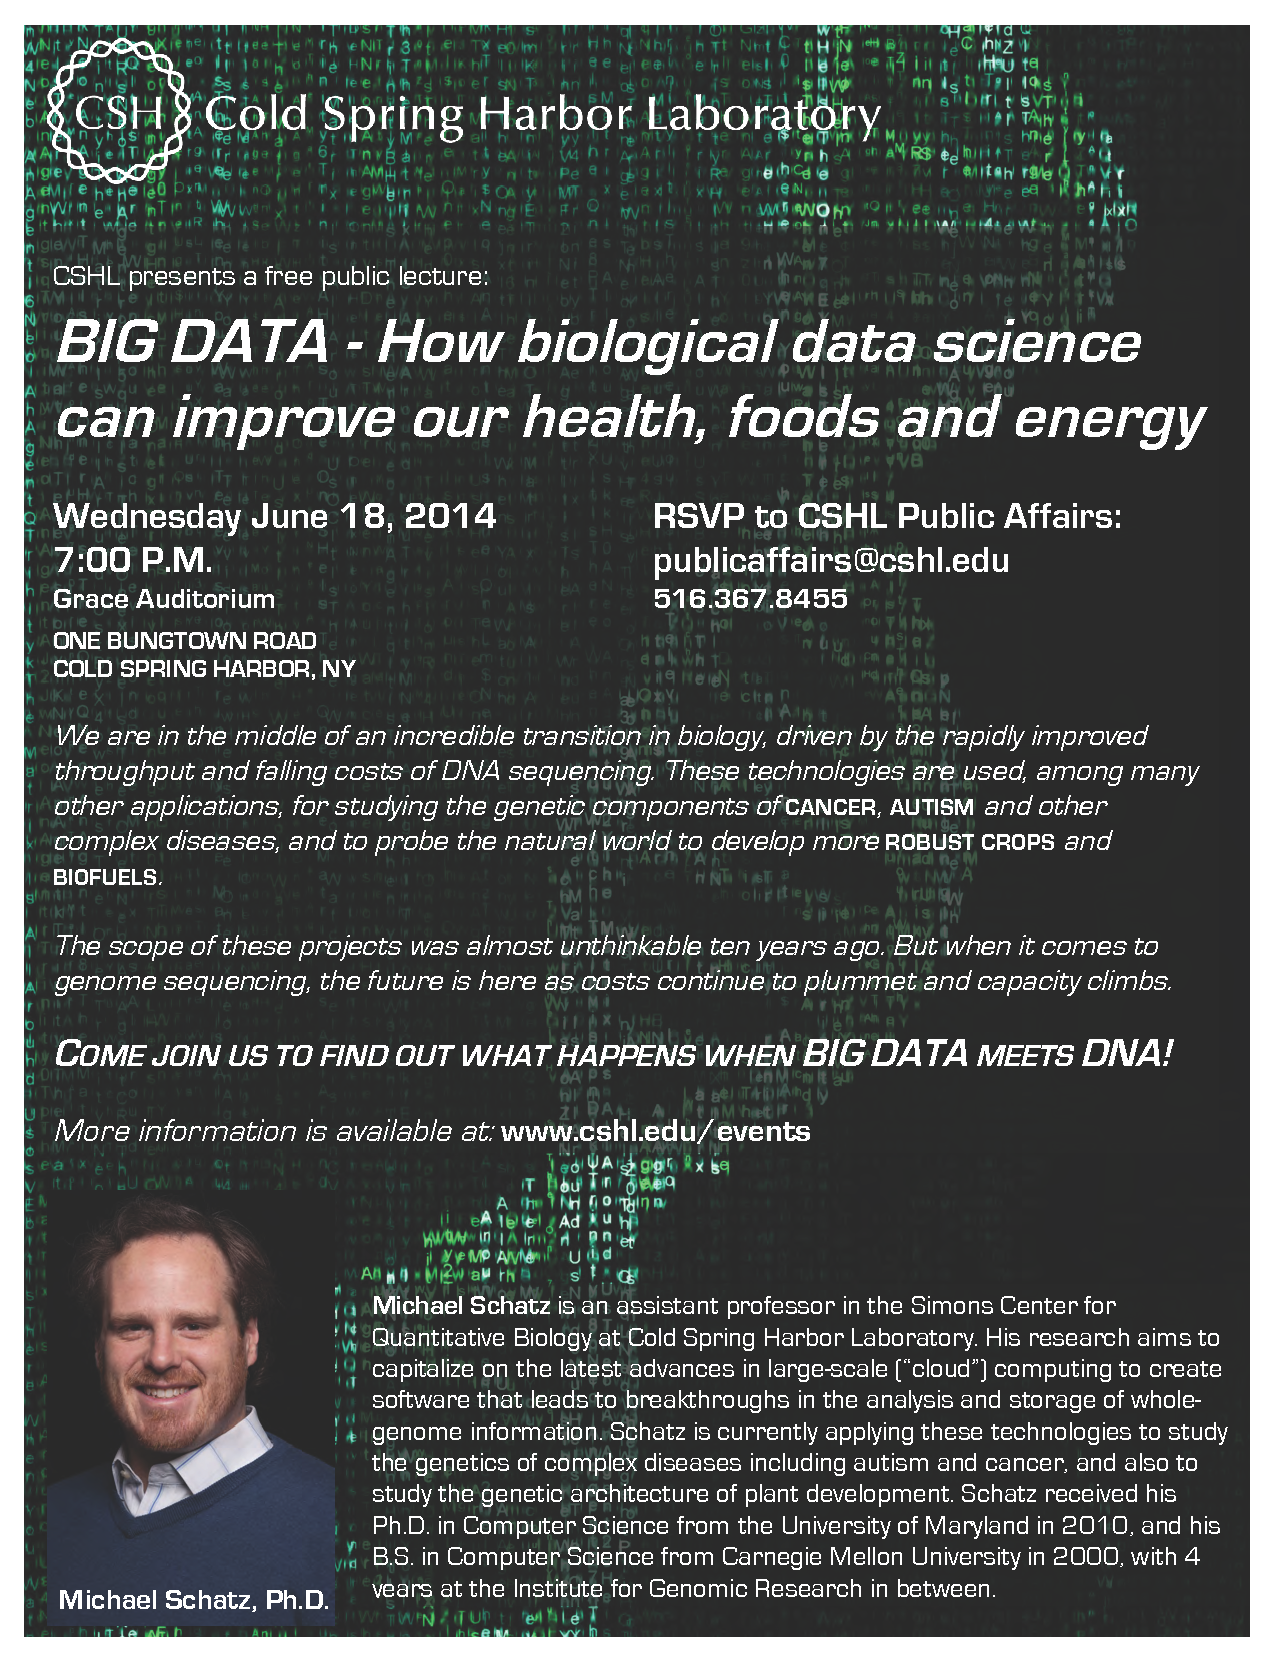 CSH Cold Spring Harbor Laboratory
CSHL presents a free public lecture:
BIG DATA - How biological data science
can improve our health, foods and energy
Wednesday June 18, 2014
7:00 P.M.
Grace Auditorium
ONE BUNGTOWN ROAD
COLD SPRING HARBOR, NY
RSVP to CSHL Public Affairs:
publicaffairs@cshl.edu
516.367.8455
We are in the middle of an incredible transition in biology, driven by the rapidly improved
throughput and falling costs of DNA sequencing. These technologies are used, among many
other applications, for studying the genetic components of CANCER, AUTISM and other
complex diseases, and to probe the natural world to develop more ROBUST CROPS and
BIOFUELS.
The scope of these projects was almost unthinkable ten years ago. But when it comes to
genome sequencing, the future is here as costs continue to plummet and capacity climbs.
COME JOIN US TO FIND OUT WHAT HAPPENS WHEN BIG DATA MEETS DNA!
More information is available at: www.cshl.edu/events
Michael Schatz is an assistant professor in the Simons Center for
Quantitative Biology at Cold Spring Harbor Laboratory. His research aims to
capitalize on the latest advances in large-scale (“cloud”) computing to create
software that leads to breakthroughs in the analysis and storage of whole-
genome information. Schatz is currently applying these technologies to study
the genetics of complex diseases including autism and cancer, and also to
study the genetic architecture of plant development. Schatz received his
Ph.D. in Computer Science from the University of Maryland in 2010, and his
B.S. in Computer Science from Carnegie Mellon University in 2000, with 4
years at the Institute for Genomic Research in between.
Michael Schatz, Ph.D.